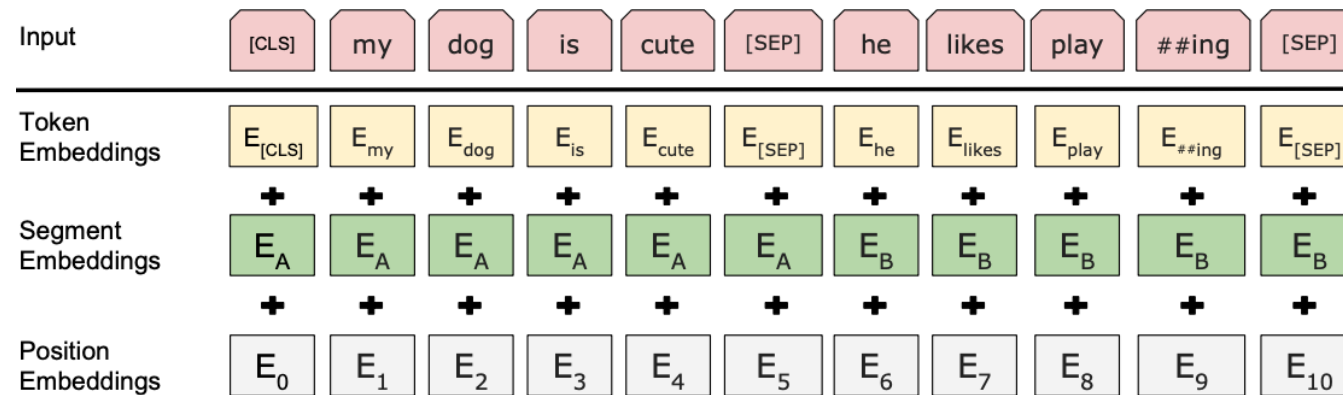 Input [CLS] my dog is cute [SEP] he likes play ##ing [SEP]
Token
Embeddings
E[CLS] Emy Edog Eis Ecute E[SEP] Ehe Elikes Eplay E##ing E[SEP]
+ + + + + + + + + + +
Segment
Embeddings
EA EA EA EA EA EA EB EB EB EB EB
+ + + + + + + + + + +
Position
Embeddings
E0 E1 E2 E3 E4 E5 E6 E7 E8 E9 E10